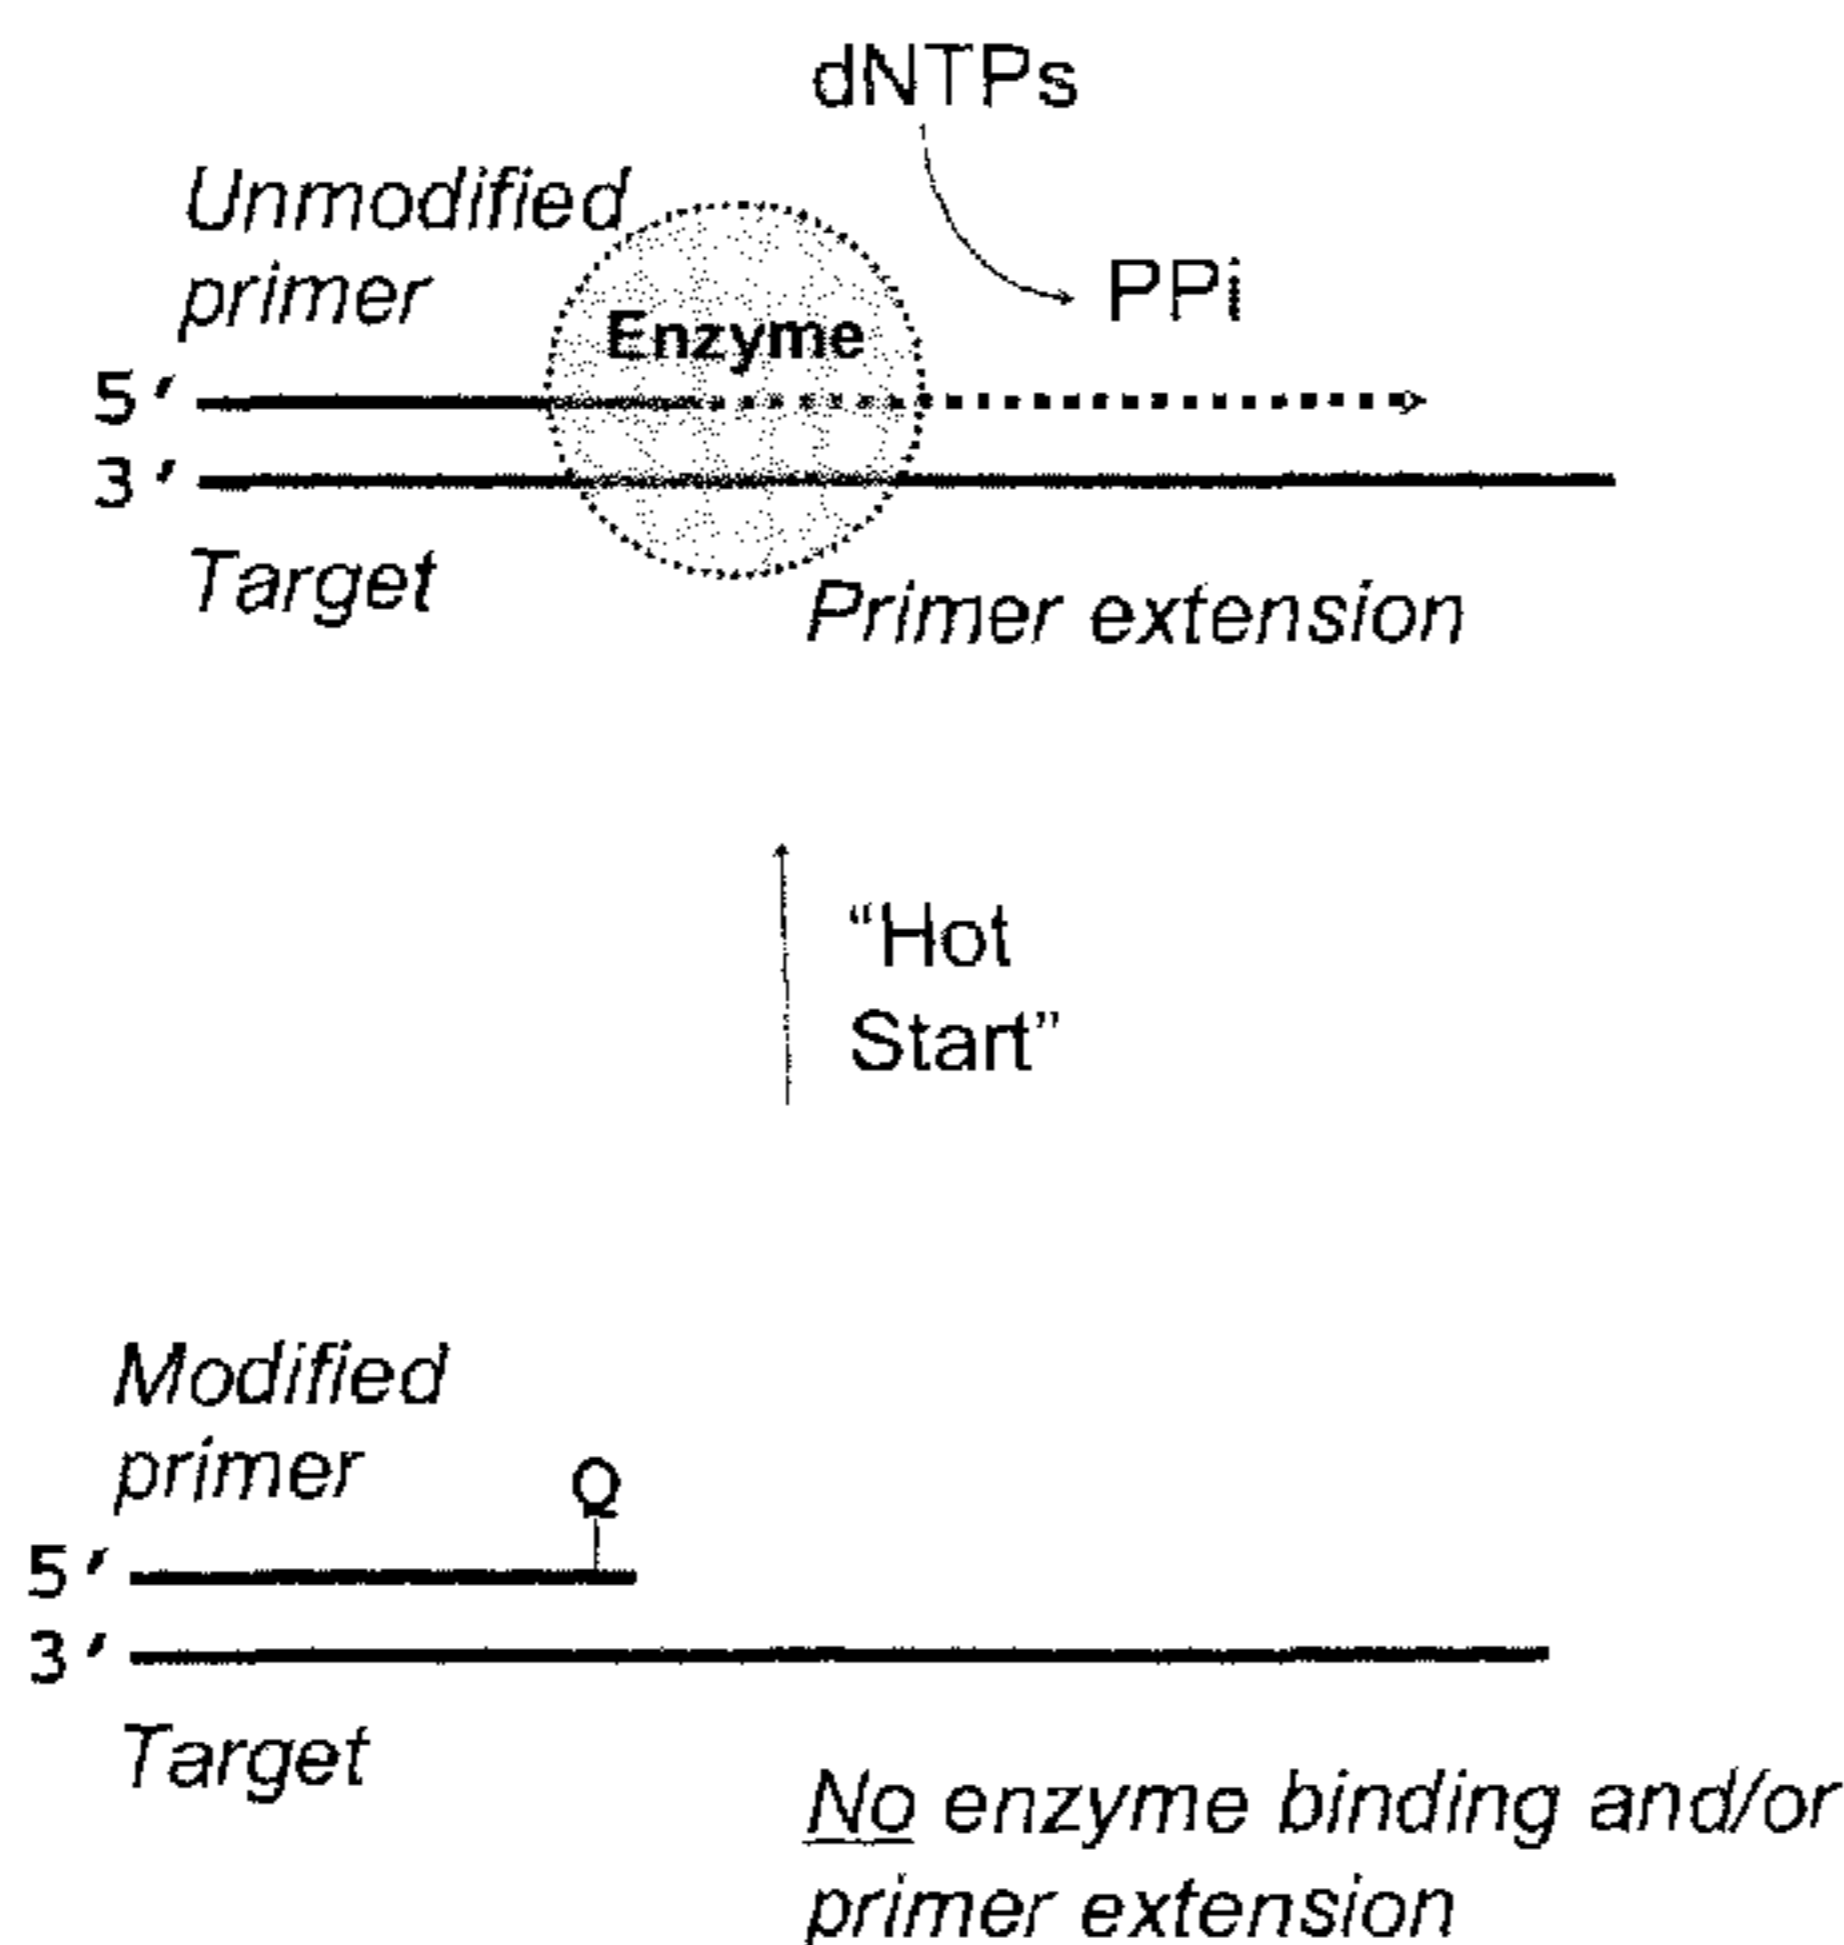 dNTPs
Unmodified
primer
PPi
Enzyme
5′
3′
Target
Primer extension
“Hot
Start”
Modified
primer
Q
5′
3′
Target
No enzyme binding and/or
primer extension